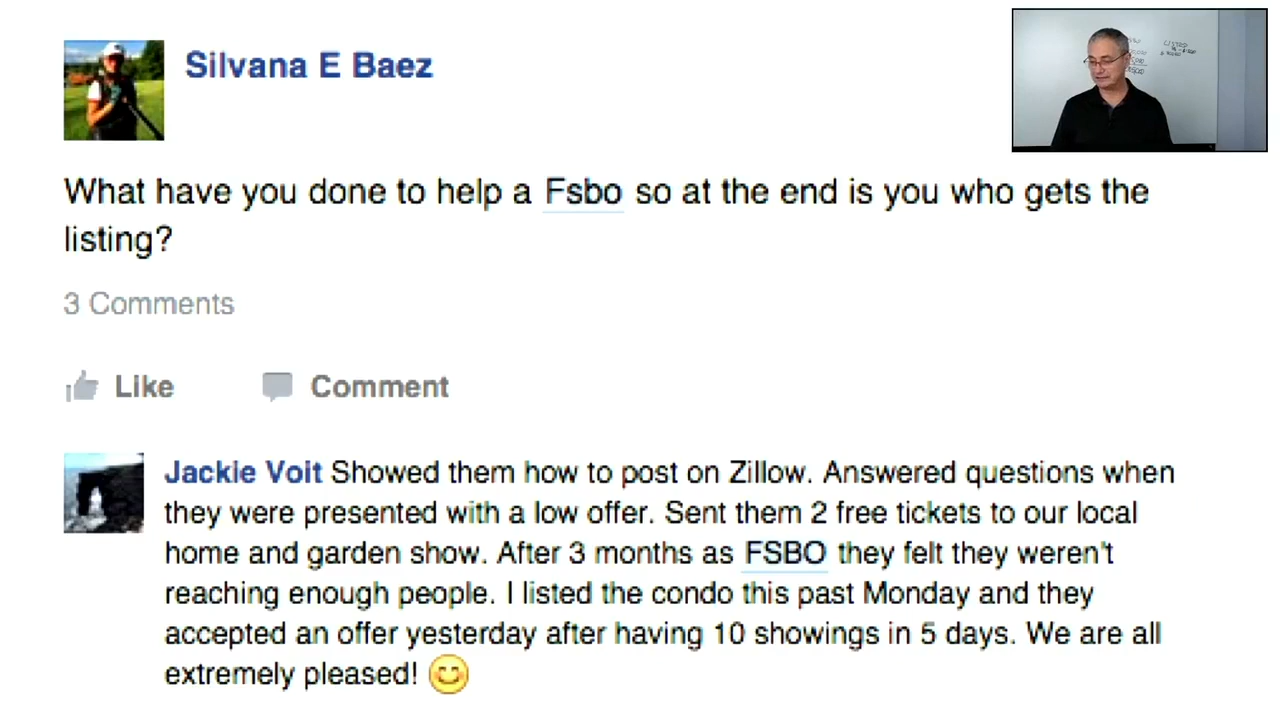 Silvana E Baez
What have you done to help a Fsbo so at the end is you who gets the
listing?
3 Comments
Like Comment
Jackie Voit Showed them how to post on Zillow. Answered questions when
they were presented with a low offer. Sent them 2 free tickets to our local
home and garden show. After 3 months as FSBO they felt they weren't
reaching enough people. I listed the condo this past Monday and they
accepted an offer yesterday after having 10 showings in 5 days. We are all
extremely pleased!